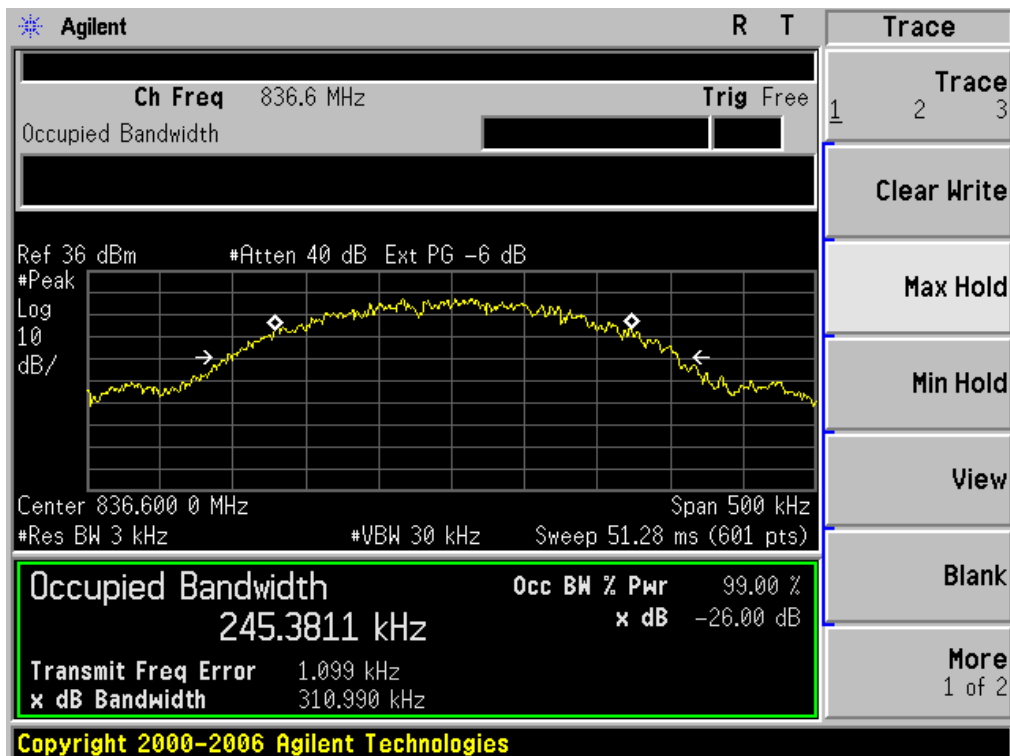 Agilent R T
Ch Freq 836.6 MHz Trig Free
Occupied Bandwidth
Ref 36 dBm #Atten 40 dB Ext PG -6 dB
#Peak
Log
10
dB/
Center 836.600 0 MHz Span 500 kHz
#Res BW 3 kHz #VBW 30 kHz Sweep 51.28 ms (601 pts)
Occupied Bandwidth Occ BW % Pwr 99.00 %
245.3811 kHz x dB -26.00 dB
Transmit Freq Error 1.099 kHz
x dB Bandwidth 310.990 kHz
Copyright 2000-2006 Agilent Technologies
Trace
Trace
1 2 3
Clear Write
Max Hold
Min Hold
View
Blank
More
1 of 2